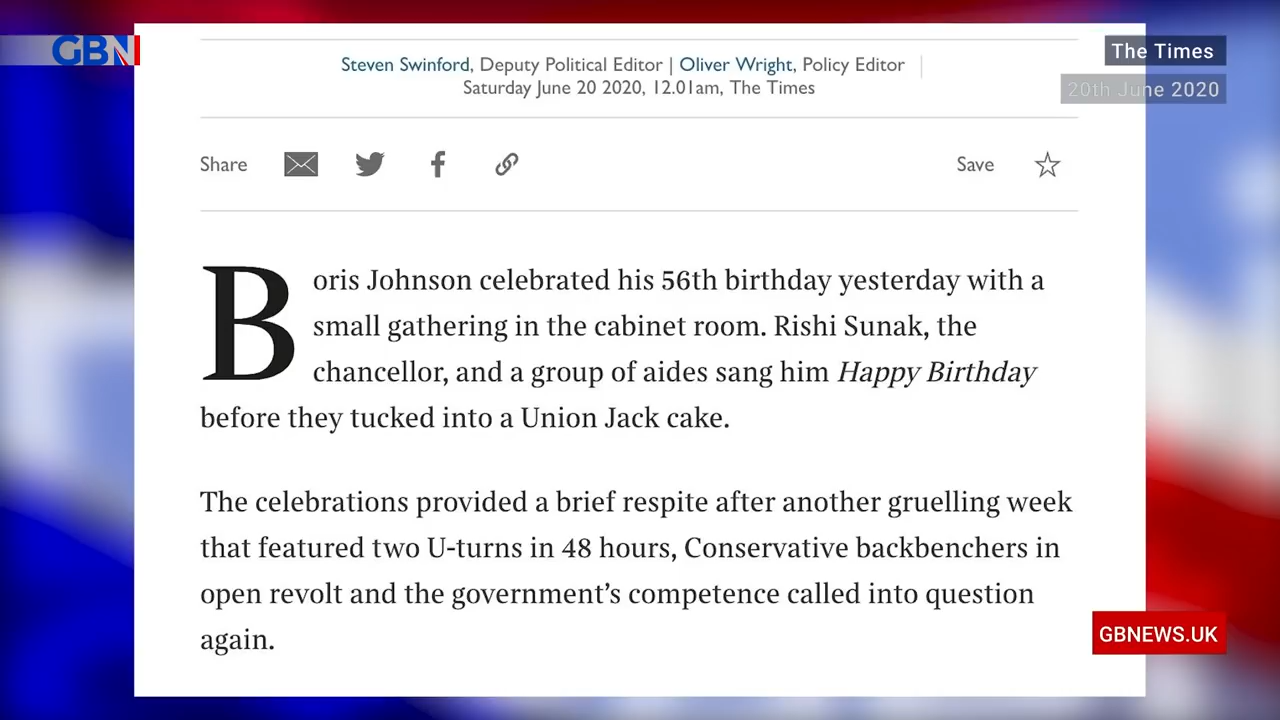 GBN
The Times
20th June 2020
Steven Swinford, Deputy Political Editor | Oliver Wright, Policy Editor
Saturday June 20 2020, 12.01am, The Times
Share
Save
Boris Johnson celebrated his 56th birthday yesterday with a
small gathering in the cabinet room. Rishi Sunak, the
chancellor, and a group of aides sang him Happy Birthday
before they tucked into a Union Jack cake.
The celebrations provided a brief respite after another gruelling week
that featured two U-turns in 48 hours, Conservative backbenchers in
open revolt and the government’s competence called into question
again.
GBNEWS.UK